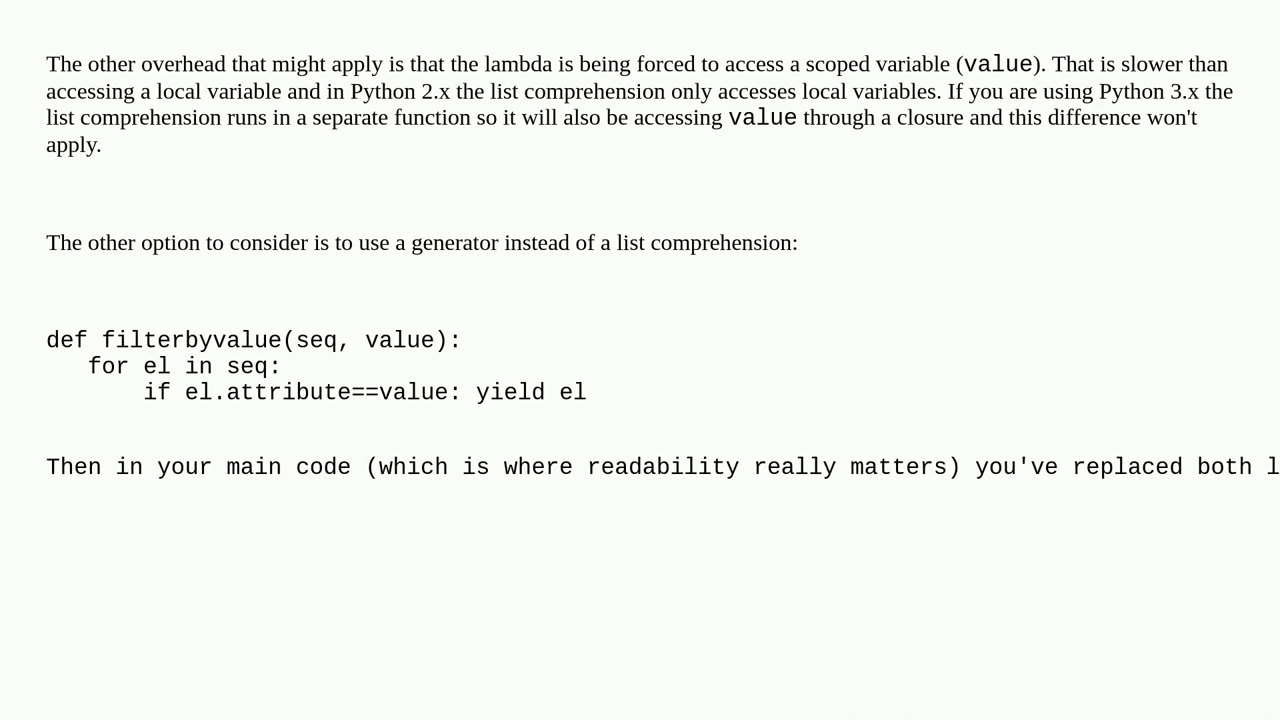 The other overhead that might apply is that the lambda is being forced to access a scoped variable (value). That is slower than
accessing a local variable and in Python 2.x the list comprehension only accesses local variables. If you are using Python 3.x the
list comprehension runs in a separate function so it will also be accessing value through a closure and this difference won't
apply.
The other option to consider is to use a generator instead of a list comprehension:
def filterbyvalue(seq, value):
   for el in seq:
       if el.attribute==value: yield el
Then in your main code (which is where readability really matters) you've replaced both